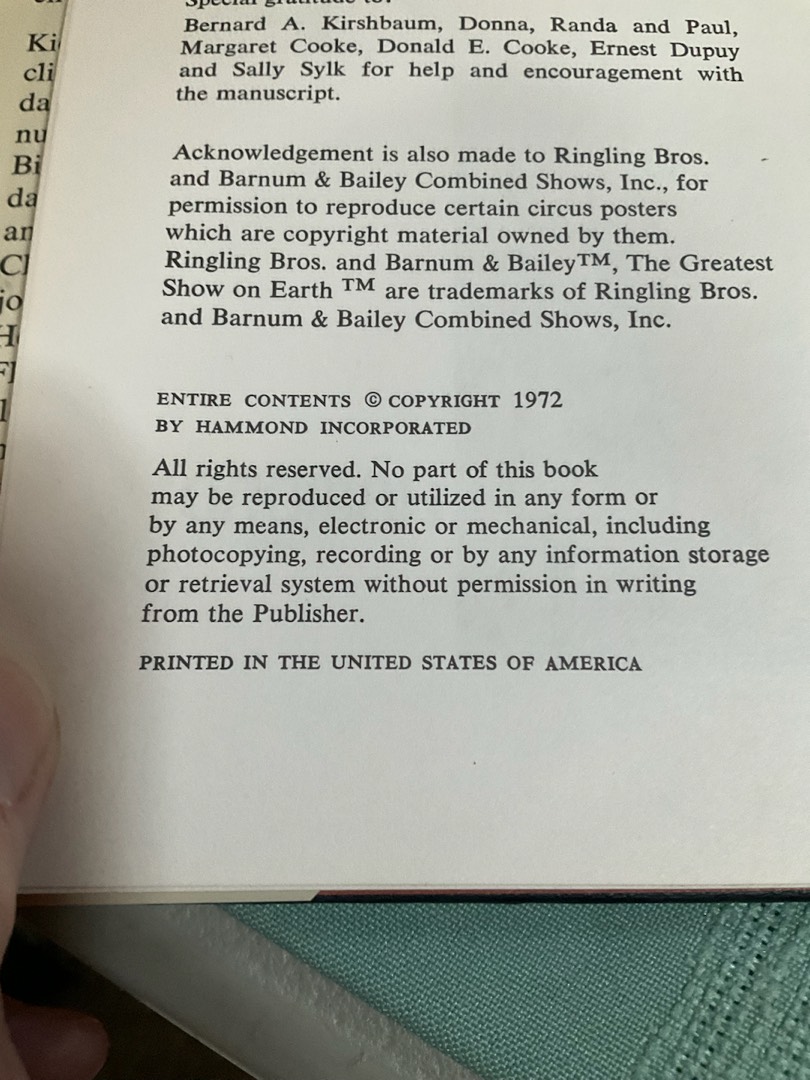 Special gratitude to:
Bernard A. Kirshbaum, Donna, Randa and Paul,
Margaret Cooke, Donald E. Cooke, Ernest Dupuy
and Sally Sylk for help and encouragement with
the manuscript.
Acknowledgement is also made to Ringling Bros.
and Barnum & Bailey Combined Shows, Inc., for
permission to reproduce certain circus posters
which are copyright material owned by them.
Ringling Bros. and Barnum & Bailey™, The Greatest
Show on Earth ™ are trademarks of Ringling Bros.
and Barnum & Bailey Combined Shows, Inc.
ENTIRE CONTENTS © COPYRIGHT 1972
BY HAMMOND INCORPORATED
All rights reserved. No part of this book
may be reproduced or utilized in any form or
by any means, electronic or mechanical, including
photocopying, recording or by any information storage
or retrieval system without permission in writing
from the Publisher.
PRINTED IN THE UNITED STATES OF AMERICA